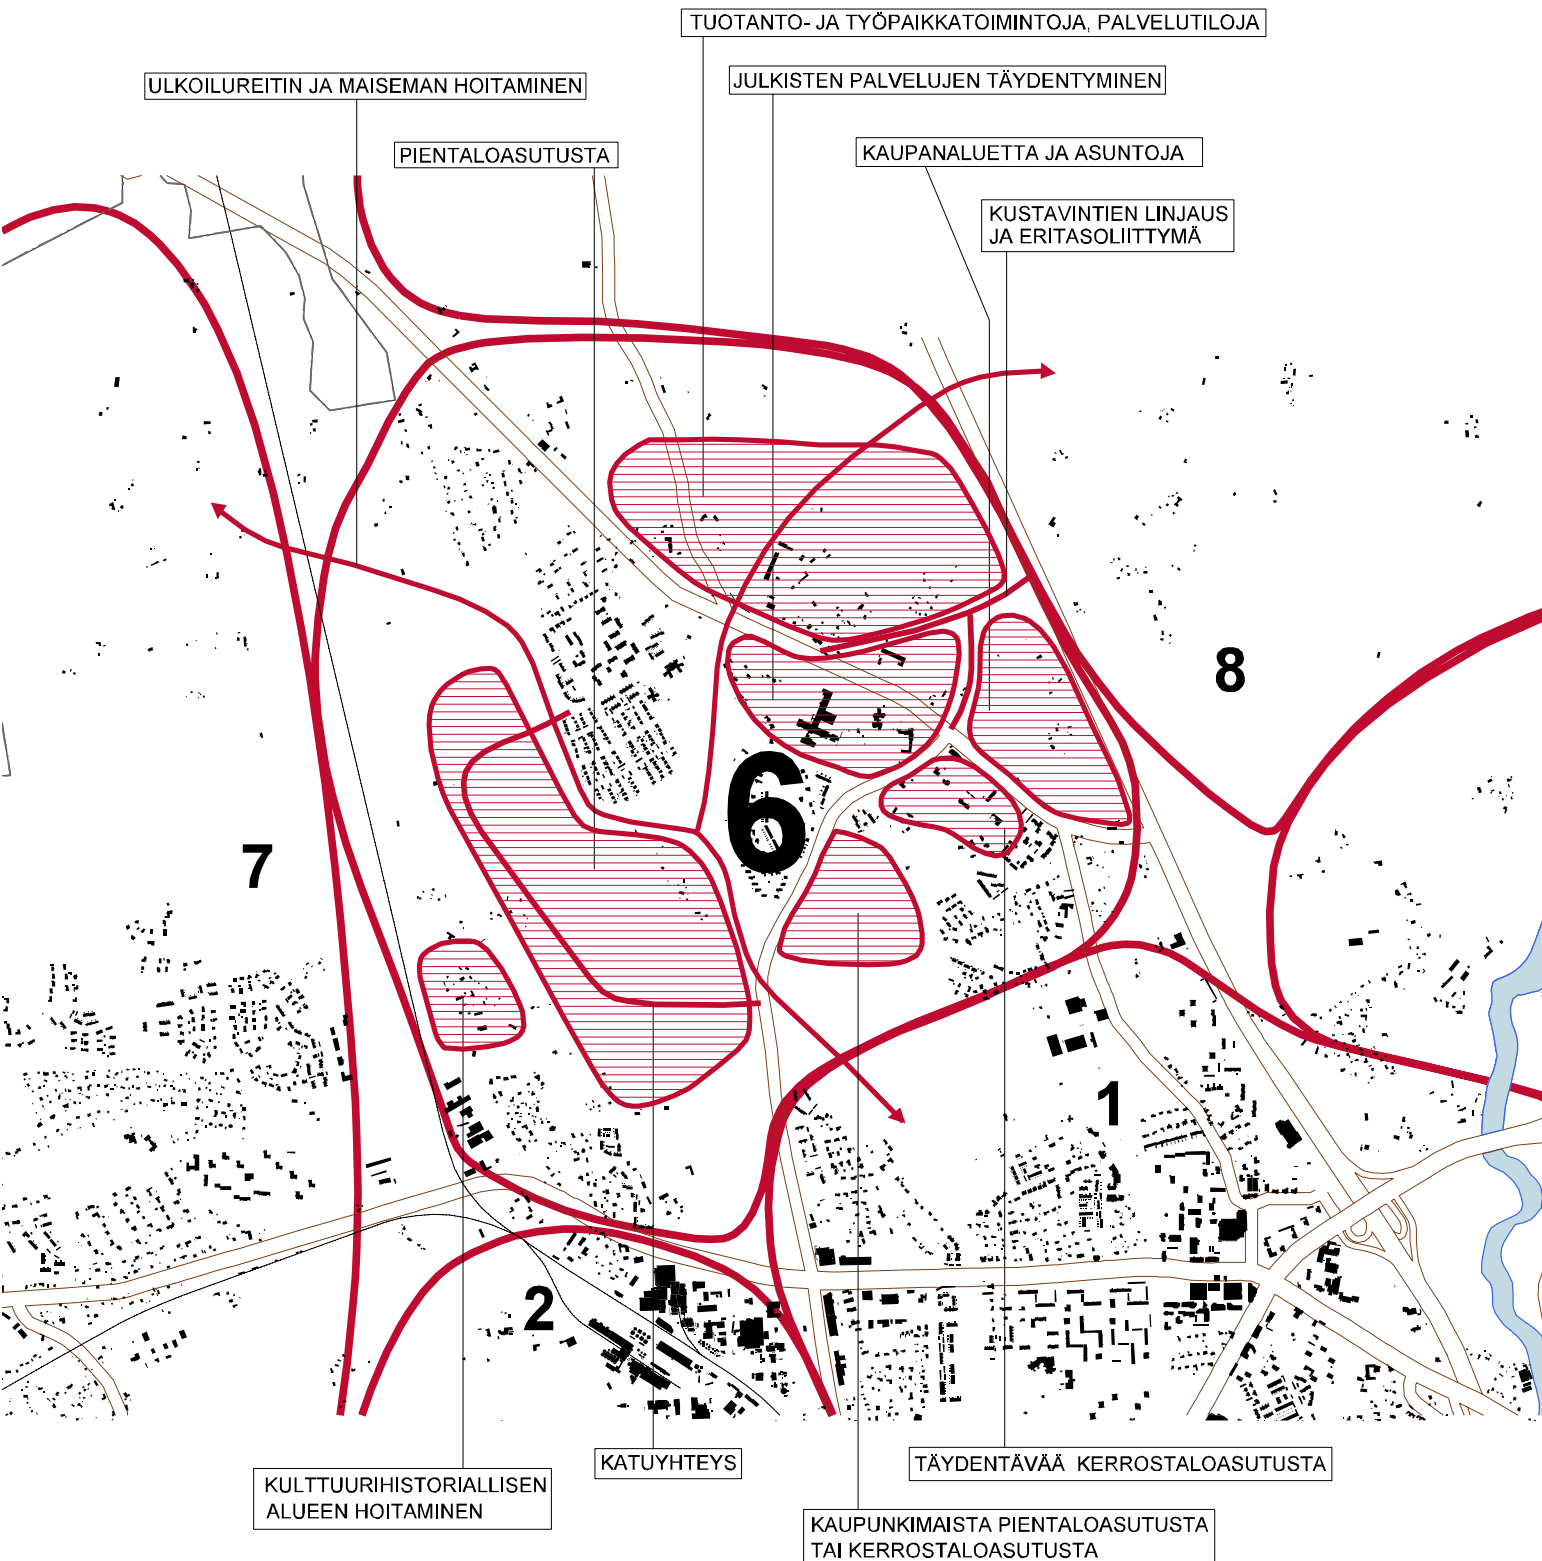 TUOTANTO- JA TYÖPAIKKATOIMINTOJA, PALVELUTILOJA
ULKOILUREITIN JA MAISEMAN HOITAMINEN
JULKISTEN PALVELUJEN TÄYDENTYMINEN
PIENTALOASUTUSTA
KAUPANALUETTA JA ASUNTOJA
KUSTAVINTIEN LINJAUS
JA ERITASOLIITTYMÄ
8
6
7
1
2
KATUYHTEYS
TÄYDENTÄVÄÄ KERROSTALOASUTUSTA
KULTTUURIHISTORIALLISEN
ALUEEN HOITAMINEN
KAUPUNKIMAISTA PIENTALOASUTUSTA
TAI KERROSTALOASUTUSTA